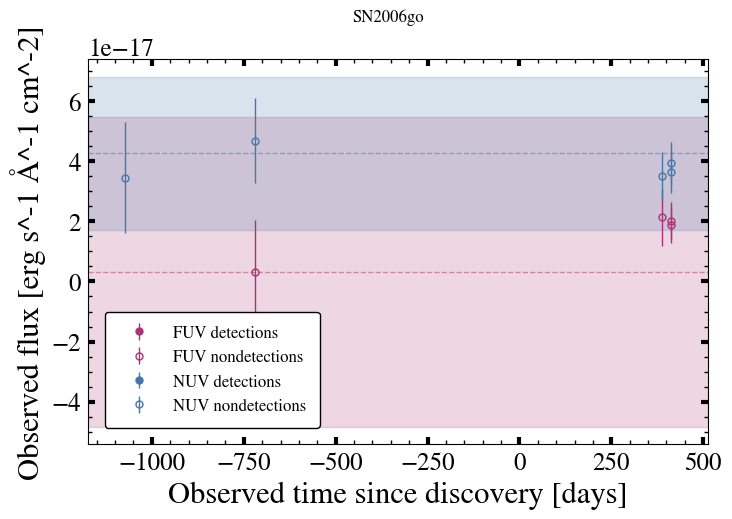 SN2006go
1e−17
Observed flux [erg s^-1 Å^-1 cm^-2]
6
4
2
0
−2
−4
FUV detections
FUV nondetections
NUV detections
NUV nondetections
−1000 −750 −500 −250 0 250 500
Observed time since discovery [days]